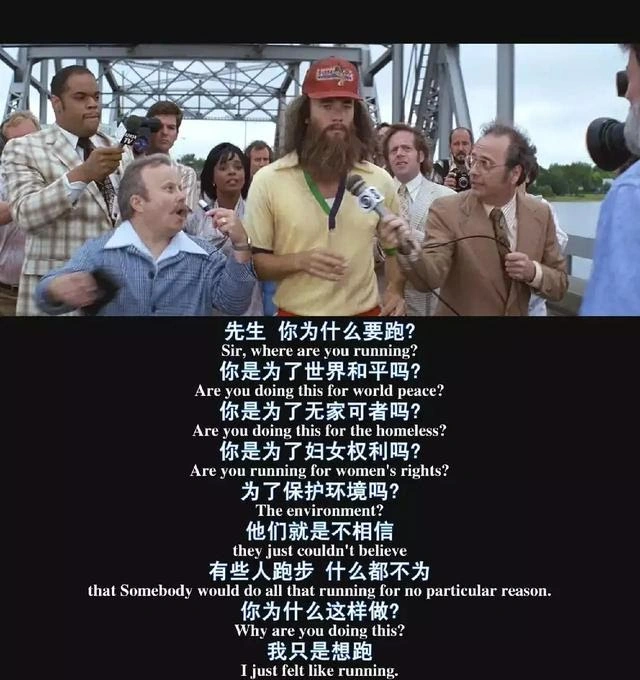 先生 你为什么要跑?
Sir, where are you running?
你是为了世界和平吗?
Are you doing this for world peace?
你是为了无家可者吗?
Are you doing this for the homeless?
你是为了妇女权利吗?
Are you running for women's rights?
为了保护环境吗?
The environment?
他们就是不相信
they just couldn't believe
有些人跑步 什么都不为
that Somebody would do all that running for no particular reason.
你为什么这样做?
Why are you doing this?
我只是想跑
I just felt like running.